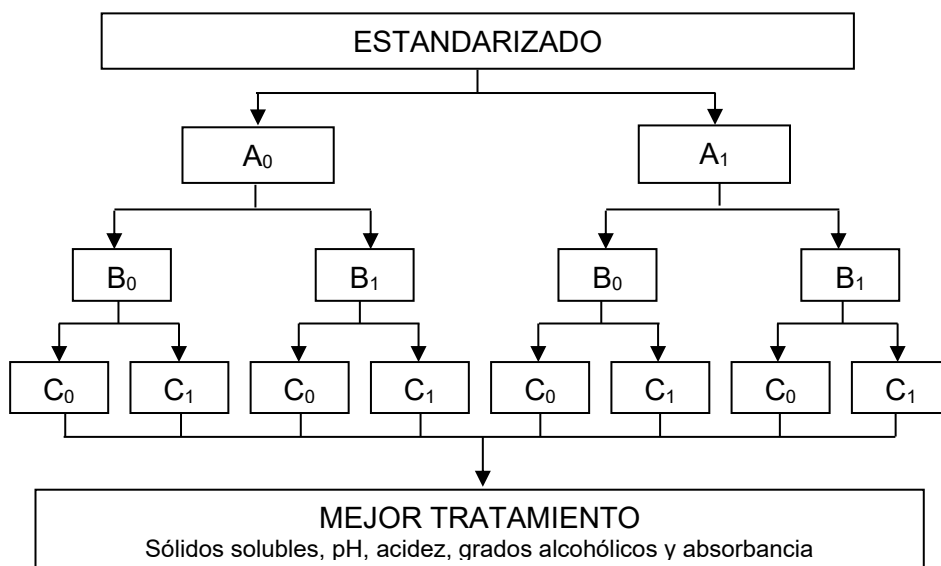 ESTANDARIZADO
A₀ A₁
B₀ B₁ B₀ B₁
C₀ C₁ C₀ C₁ C₀ C₁ C₀ C₁
MEJOR TRATAMIENTO
Sólidos solubles, pH, acidez, grados alcohólicos y absorbancia